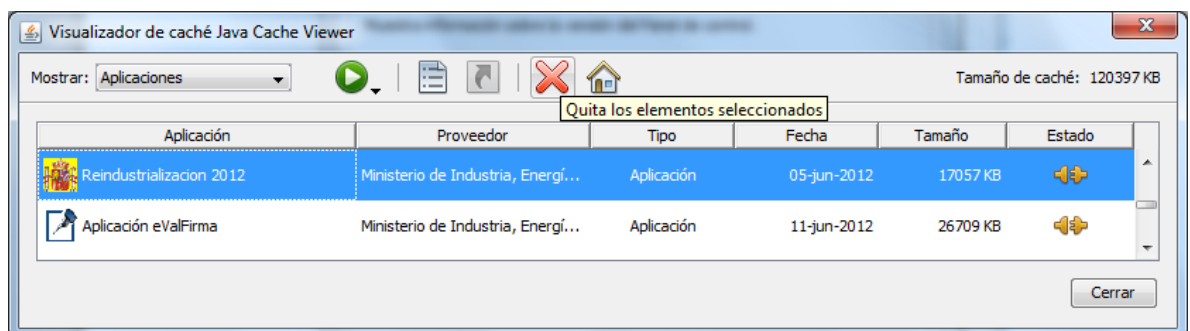 Visualizador de caché Java Cache Viewer
Mostrar: Aplicaciones Tamaño de caché: 120397 KB
Quita los elementos seleccionados
Aplicación Proveedor Tipo Fecha Tamaño Estado
Reindustrializacion 2012 Ministerio de Industria, Energí... Aplicación 05-jun-2012 17057 KB
Aplicación eValFirma Ministerio de Industria, Energí... Aplicación 11-jun-2012 26709 KB
Cerrar